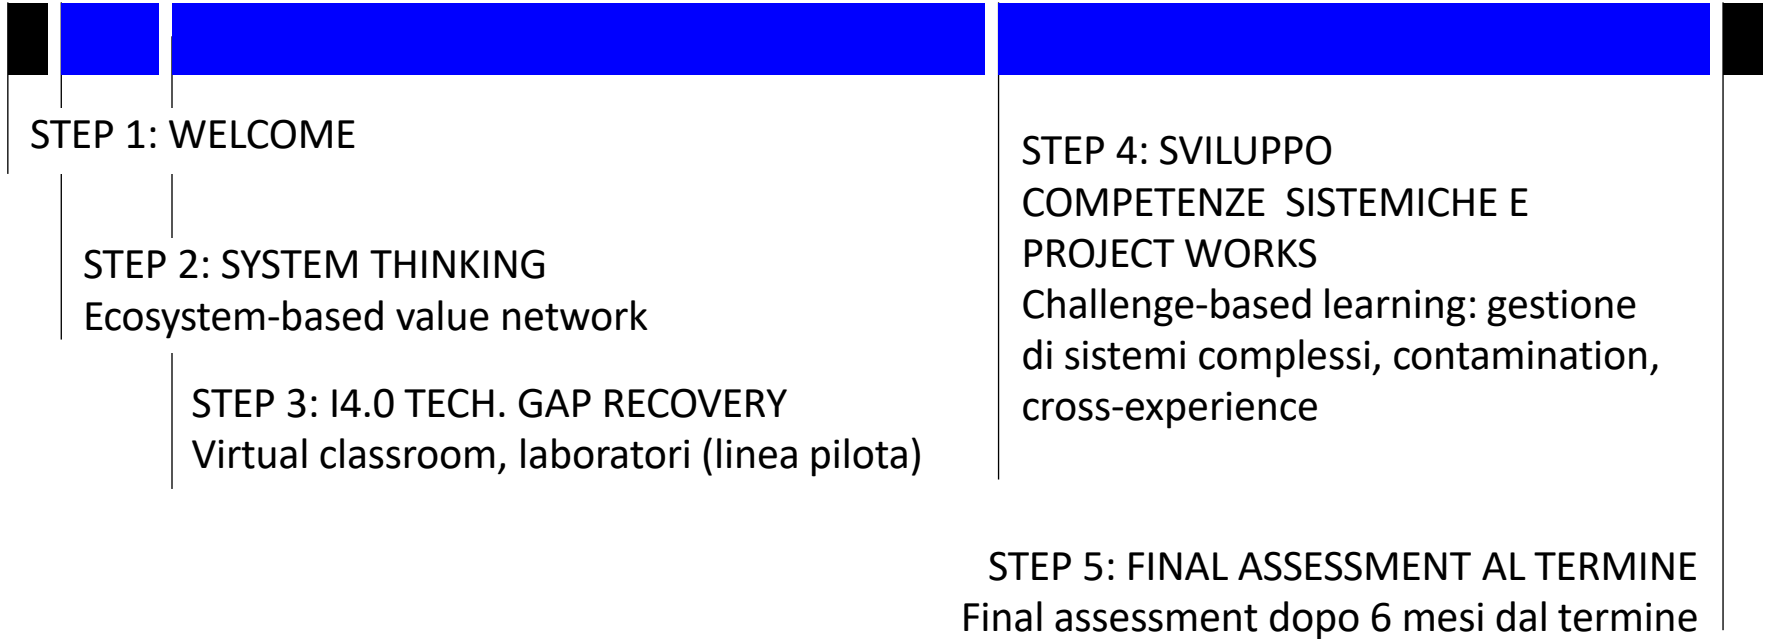 STEP 1: WELCOME
STEP 2: SYSTEM THINKING
Ecosystem-based value network
STEP 3: I4.0 TECH. GAP RECOVERY
Virtual classroom, laboratori (linea pilota)
STEP 4: SVILUPPO
COMPETENZE  SISTEMICHE E
PROJECT WORKS
Challenge-based learning: gestione
di sistemi complessi, contamination,
cross-experience
STEP 5: FINAL ASSESSMENT AL TERMINE
Final assessment dopo 6 mesi dal termine